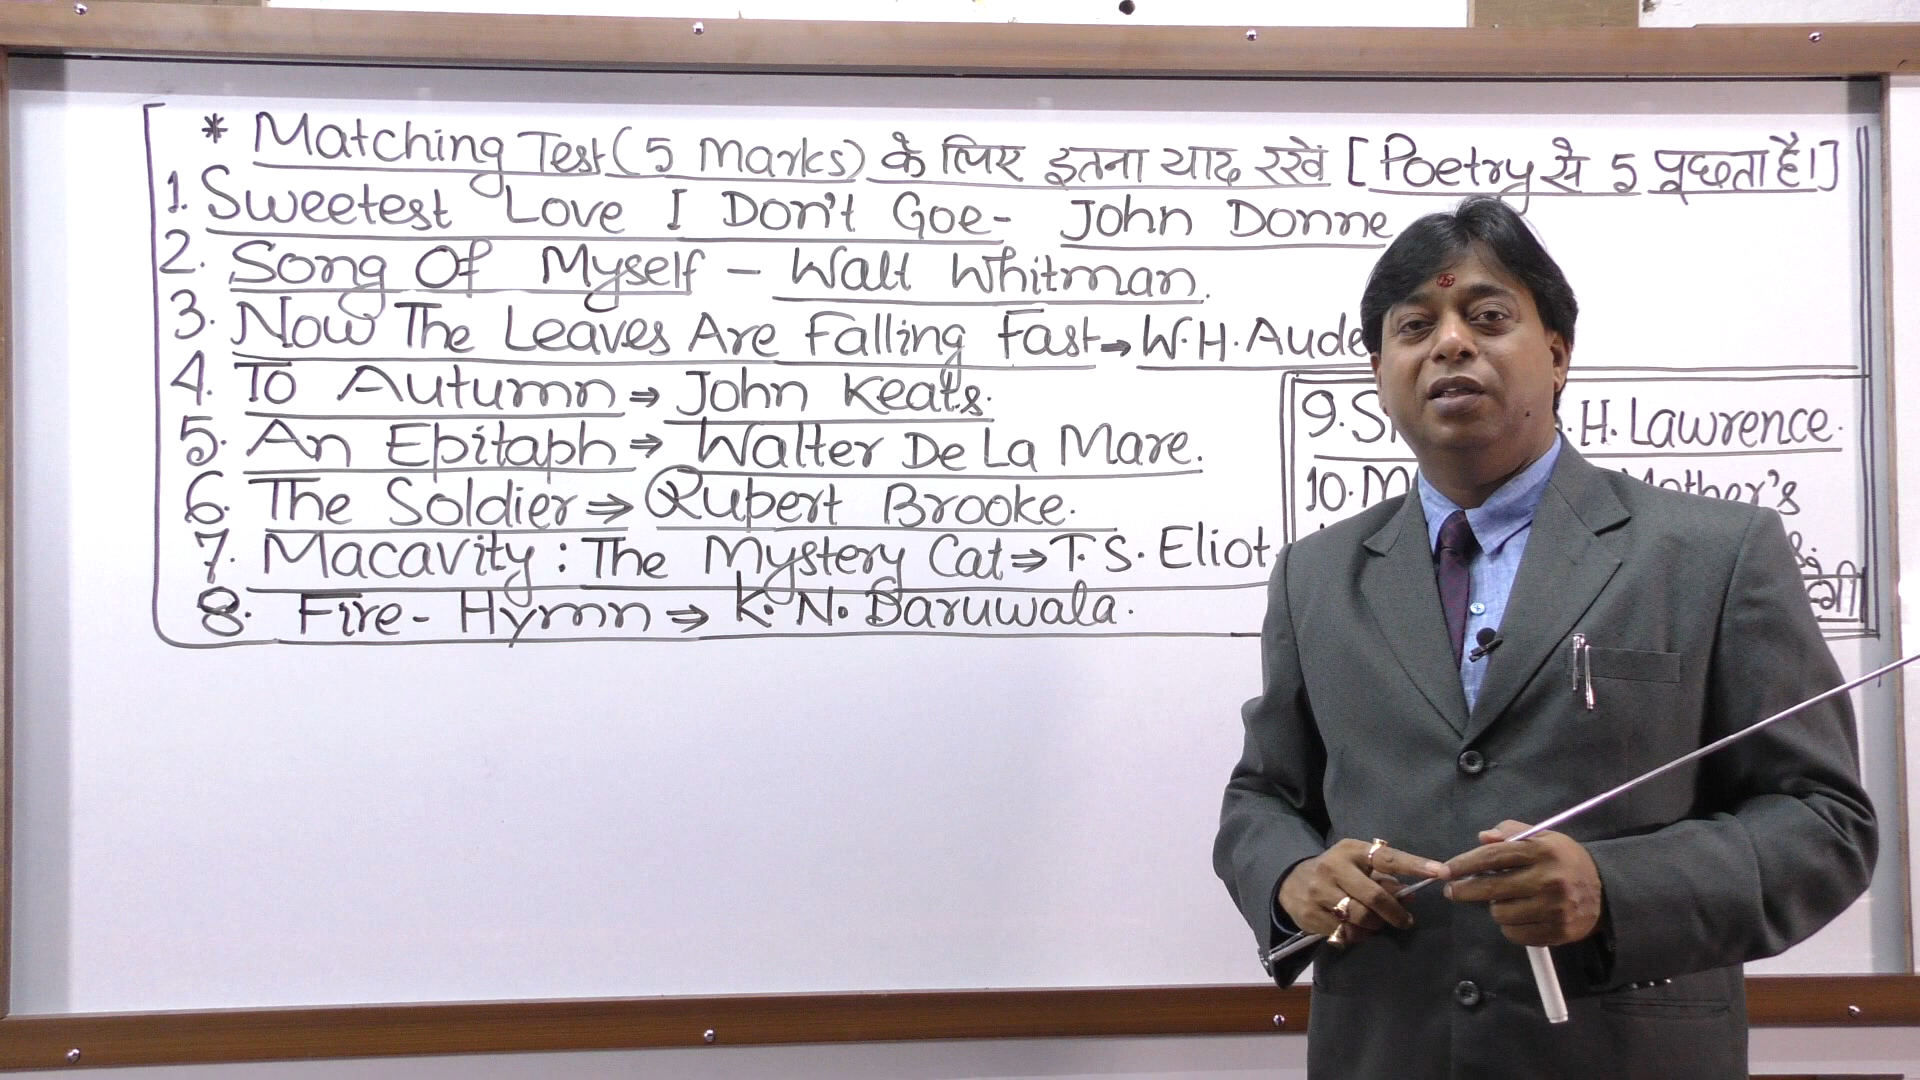 * Matching Test (5 Marks) के लिए इतना याद रखें [Poetry से 5 पूछता है।]
1. Sweetest Love I Don't Goe - John Donne
2. Song Of Myself - Walt Whitman.
3. Now The Leaves Are Falling Fast → W.H. Aude
4. To Autumn ⇒ John Keats.
5. An Epitaph ⇒ Walter De La Mare.
6. The Soldier ⇒ Rupert Brooke.
7. Macavity : The Mystery Cat ⇒ T.S. Eliot.
8. Fire - Hymn ⇒ K. N. Daruwala.
9. S H. Lawrence.
10. M Mother's